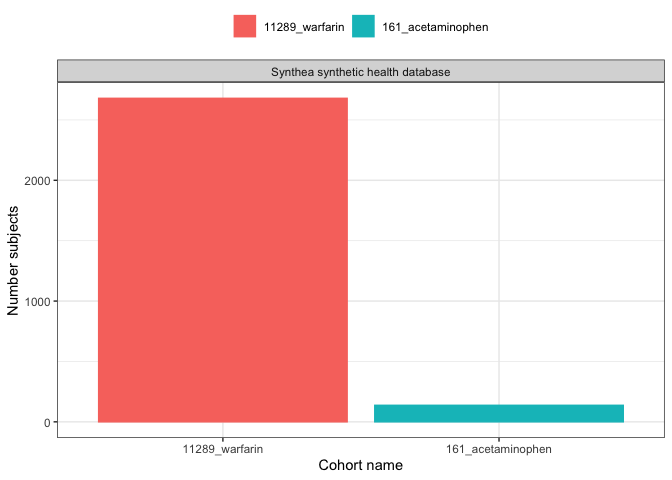 11289_warfarin 161_acetaminophen
Synthea synthetic health database
Number subjects
2000
1000
0
11289_warfarin 161_acetaminophen
Cohort name